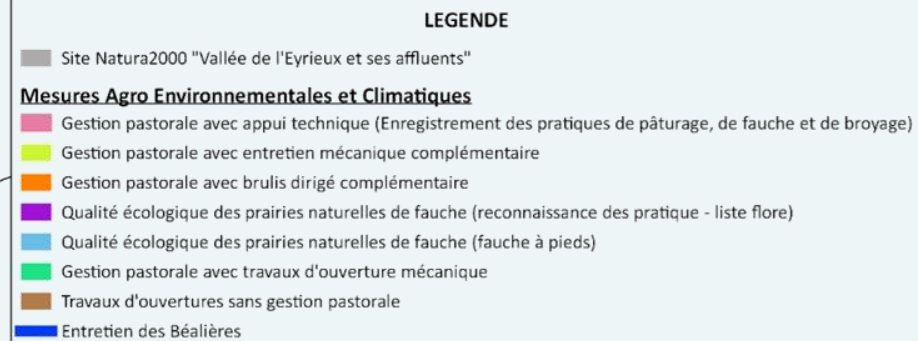 LEGENDE
Site Natura2000 "Vallée de l'Eyrieux et ses affluents"
Mesures Agro Environnementales et Climatiques
Gestion pastorale avec appui technique (Enregistrement des pratiques de pâturage, de fauche et de broyage)
Gestion pastorale avec entretien mécanique complémentaire
Gestion pastorale avec brulis dirigé complémentaire
Qualité écologique des prairies naturelles de fauche (reconnaissance des pratique - liste flore)
Qualité écologique des prairies naturelles de fauche (fauche à pieds)
Gestion pastorale avec travaux d'ouverture mécanique
Travaux d'ouvertures sans gestion pastorale
Entretien des Béalières